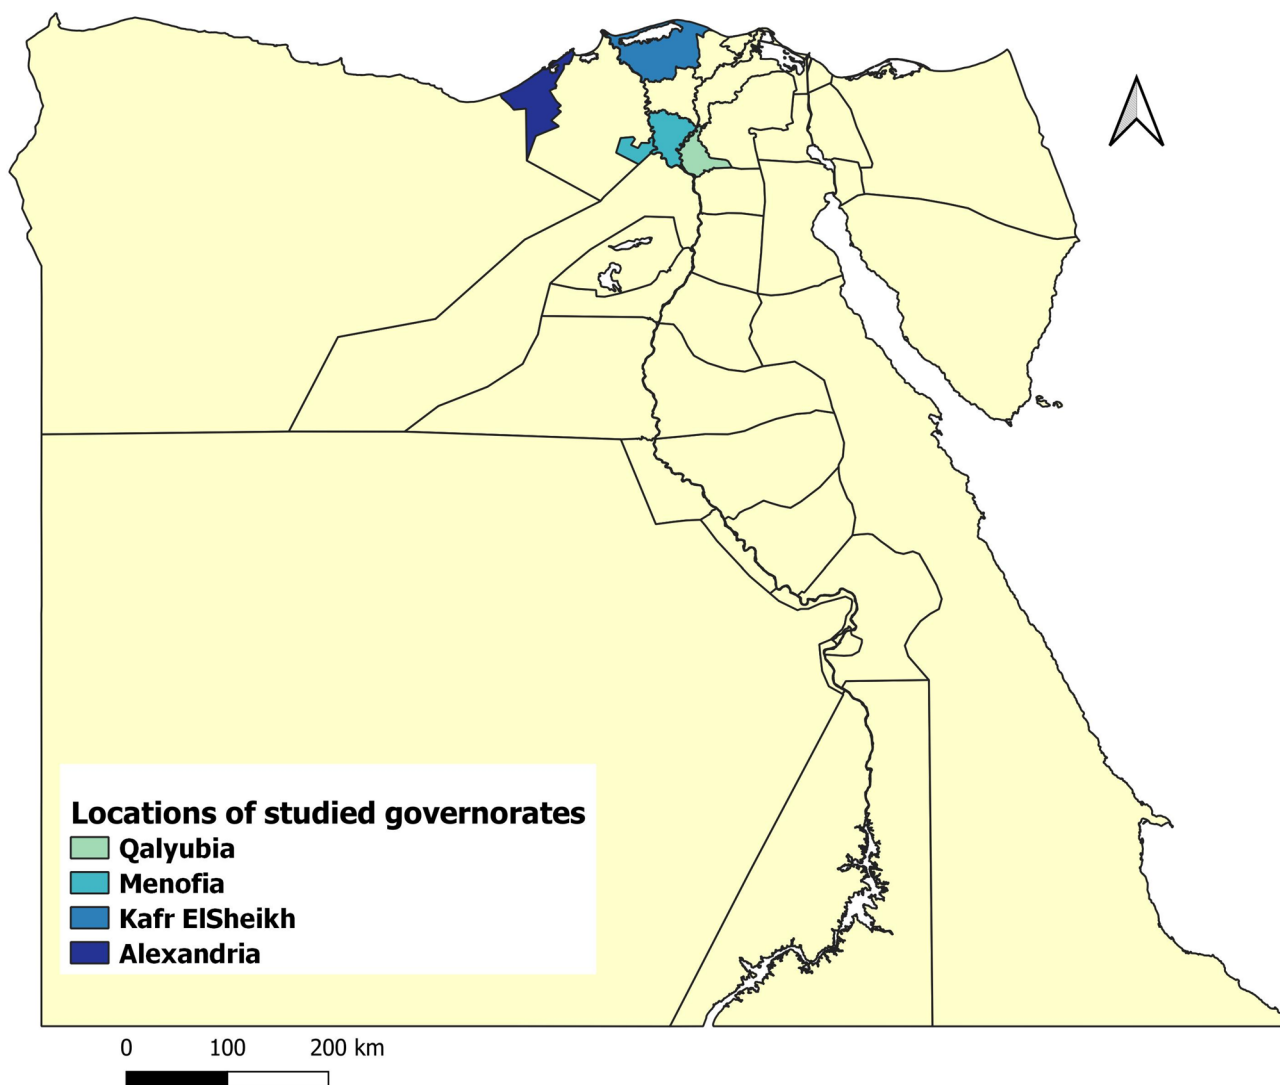 Locations of studied governorates
Qalyubia
Menofia
Kafr ElSheikh
Alexandria
0 100 200 km